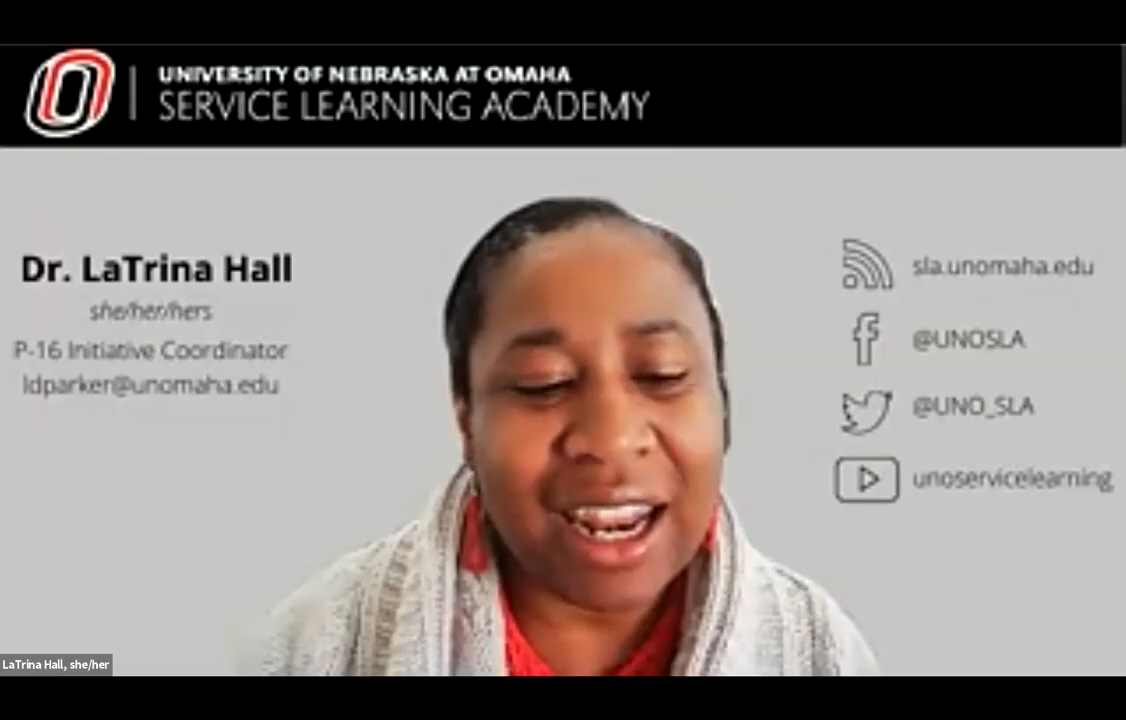 UNIVERSITY OF NEBRASKA AT OMAHA
SERVICE LEARNING ACADEMY
Dr. LaTrina Hall
she/her/hers
P-16 Initiative Coordinator
ldparker@unomaha.edu
sla.unomaha.edu
@UNOSLA
@UNO_SLA
unoservicelearning
LaTrina Hall, she/her